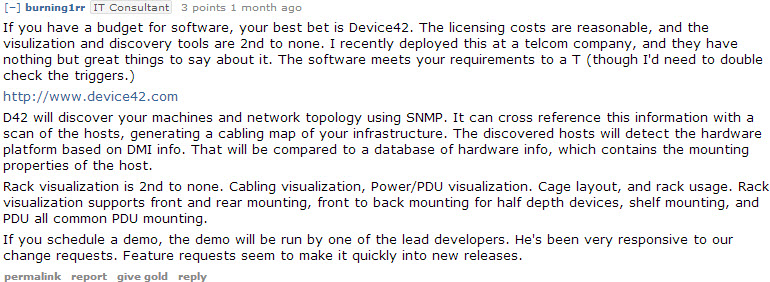 [–] burning1rr IT Consultant 3 points 1 month ago
If you have a budget for software, your best bet is Device42. The licensing costs are reasonable, and the
visulization and discovery tools are 2nd to none. I recently deployed this at a telcom company, and they have
nothing but great things to say about it. The software meets your requirements to a T (though I'd need to double
check the triggers.)
http://www.device42.com
D42 will discover your machines and network topology using SNMP. It can cross reference this information with a
scan of the hosts, generating a cabling map of your infrastructure. The discovered hosts will detect the hardware
platform based on DMI info. That will be compared to a database of hardware info, which contains the mounting
properties of the host.
Rack visualization is 2nd to none. Cabling visualization, Power/PDU visualization. Cage layout, and rack usage. Rack
visualization supports front and rear mounting, front to back mounting for half depth devices, shelf mounting, and
PDU all common PDU mounting.
If you schedule a demo, the demo will be run by one of the lead developers. He's been very responsive to our
change requests. Feature requests seem to make it quickly into new releases.
permalink report give gold reply